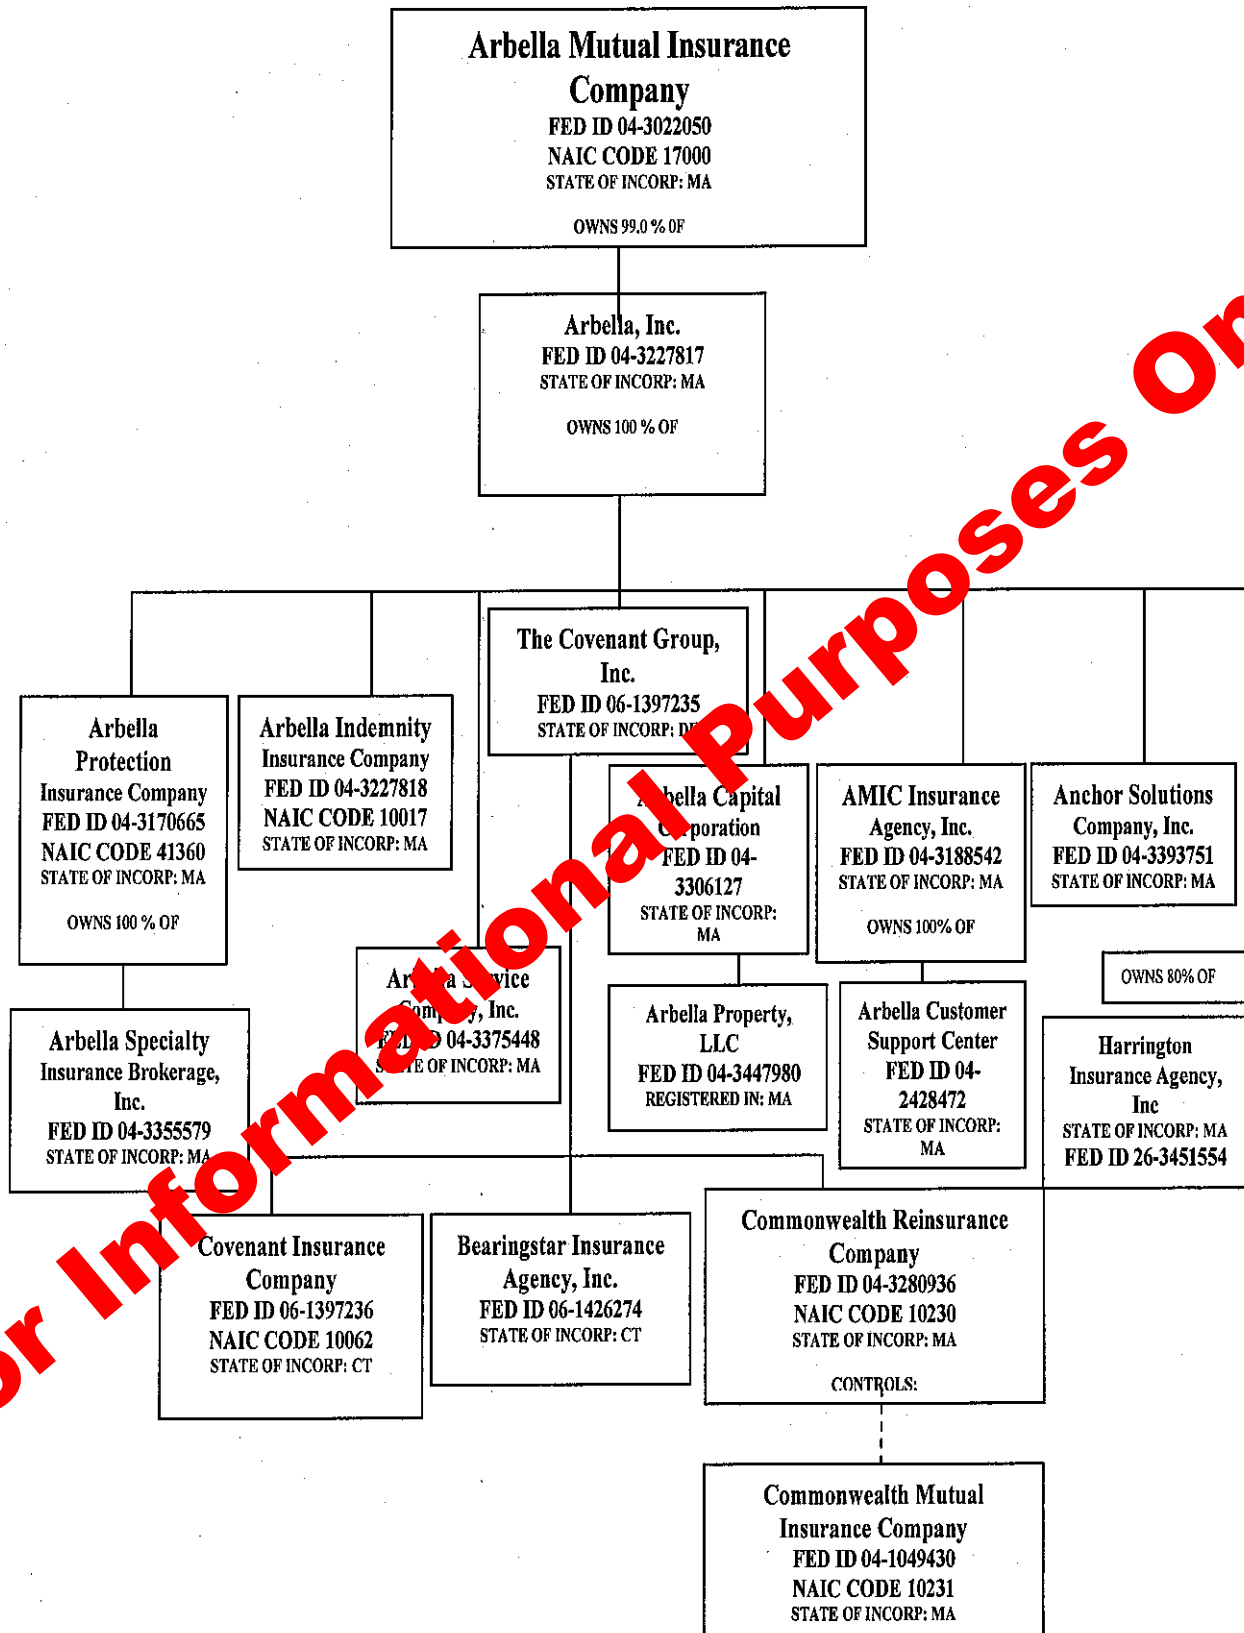 Arbella Mutual Insurance
Company
FED ID 04-3022050
NAIC CODE 17000
STATE OF INCORP: MA
OWNS 99.0 % OF
Arbella, Inc.
FED ID 04-3227817
STATE OF INCORP: MA
OWNS 100 % OF
The Covenant Group,
Inc.
FED ID 06-1397235
STATE OF INCORP:
Arbella
Protection
Insurance Company
FED ID 04-3170665
NAIC CODE 41360
STATE OF INCORP: MA
OWNS 100 % OF
Arbella Indemnity
Insurance Company
FED ID 04-3227818
NAIC CODE 10017
STATE OF INCORP: MA
Arbella Capital
Corporation
FED ID 04-
3306127
STATE OF INCORP:
MA
AMIC Insurance
Agency, Inc.
FED ID 04-3188542
STATE OF INCORP: MA
OWNS 100% OF
Anchor Solutions
Company, Inc.
FED ID 04-3393751
STATE OF INCORP: MA
OWNS 80% OF
Arbella Service
Company, Inc.
FED ID 04-3375448
STATE OF INCORP: MA
Arbella Specialty
Insurance Brokerage,
Inc.
FED ID 04-3355579
STATE OF INCORP: MA
Arbella Property,
LLC
FED ID 04-3447980
REGISTERED IN: MA
Arbella Customer
Support Center
FED ID 04-
2428472
STATE OF INCORP:
MA
Harrington
Insurance Agency,
Inc
STATE OF INCORP: MA
FED ID 26-3451554
Covenant Insurance
Company
FED ID 06-1397236
NAIC CODE 10062
STATE OF INCORP: CT
Bearingstar Insurance
Agency, Inc.
FED ID 06-1426274
STATE OF INCORP: CT
Commonwealth Reinsurance
Company
FED ID 04-3280936
NAIC CODE 10230
STATE OF INCORP: MA
CONTROLS:
Commonwealth Mutual
Insurance Company
FED ID 04-1049430
NAIC CODE 10231
STATE OF INCORP: MA
or Informational Purposes On